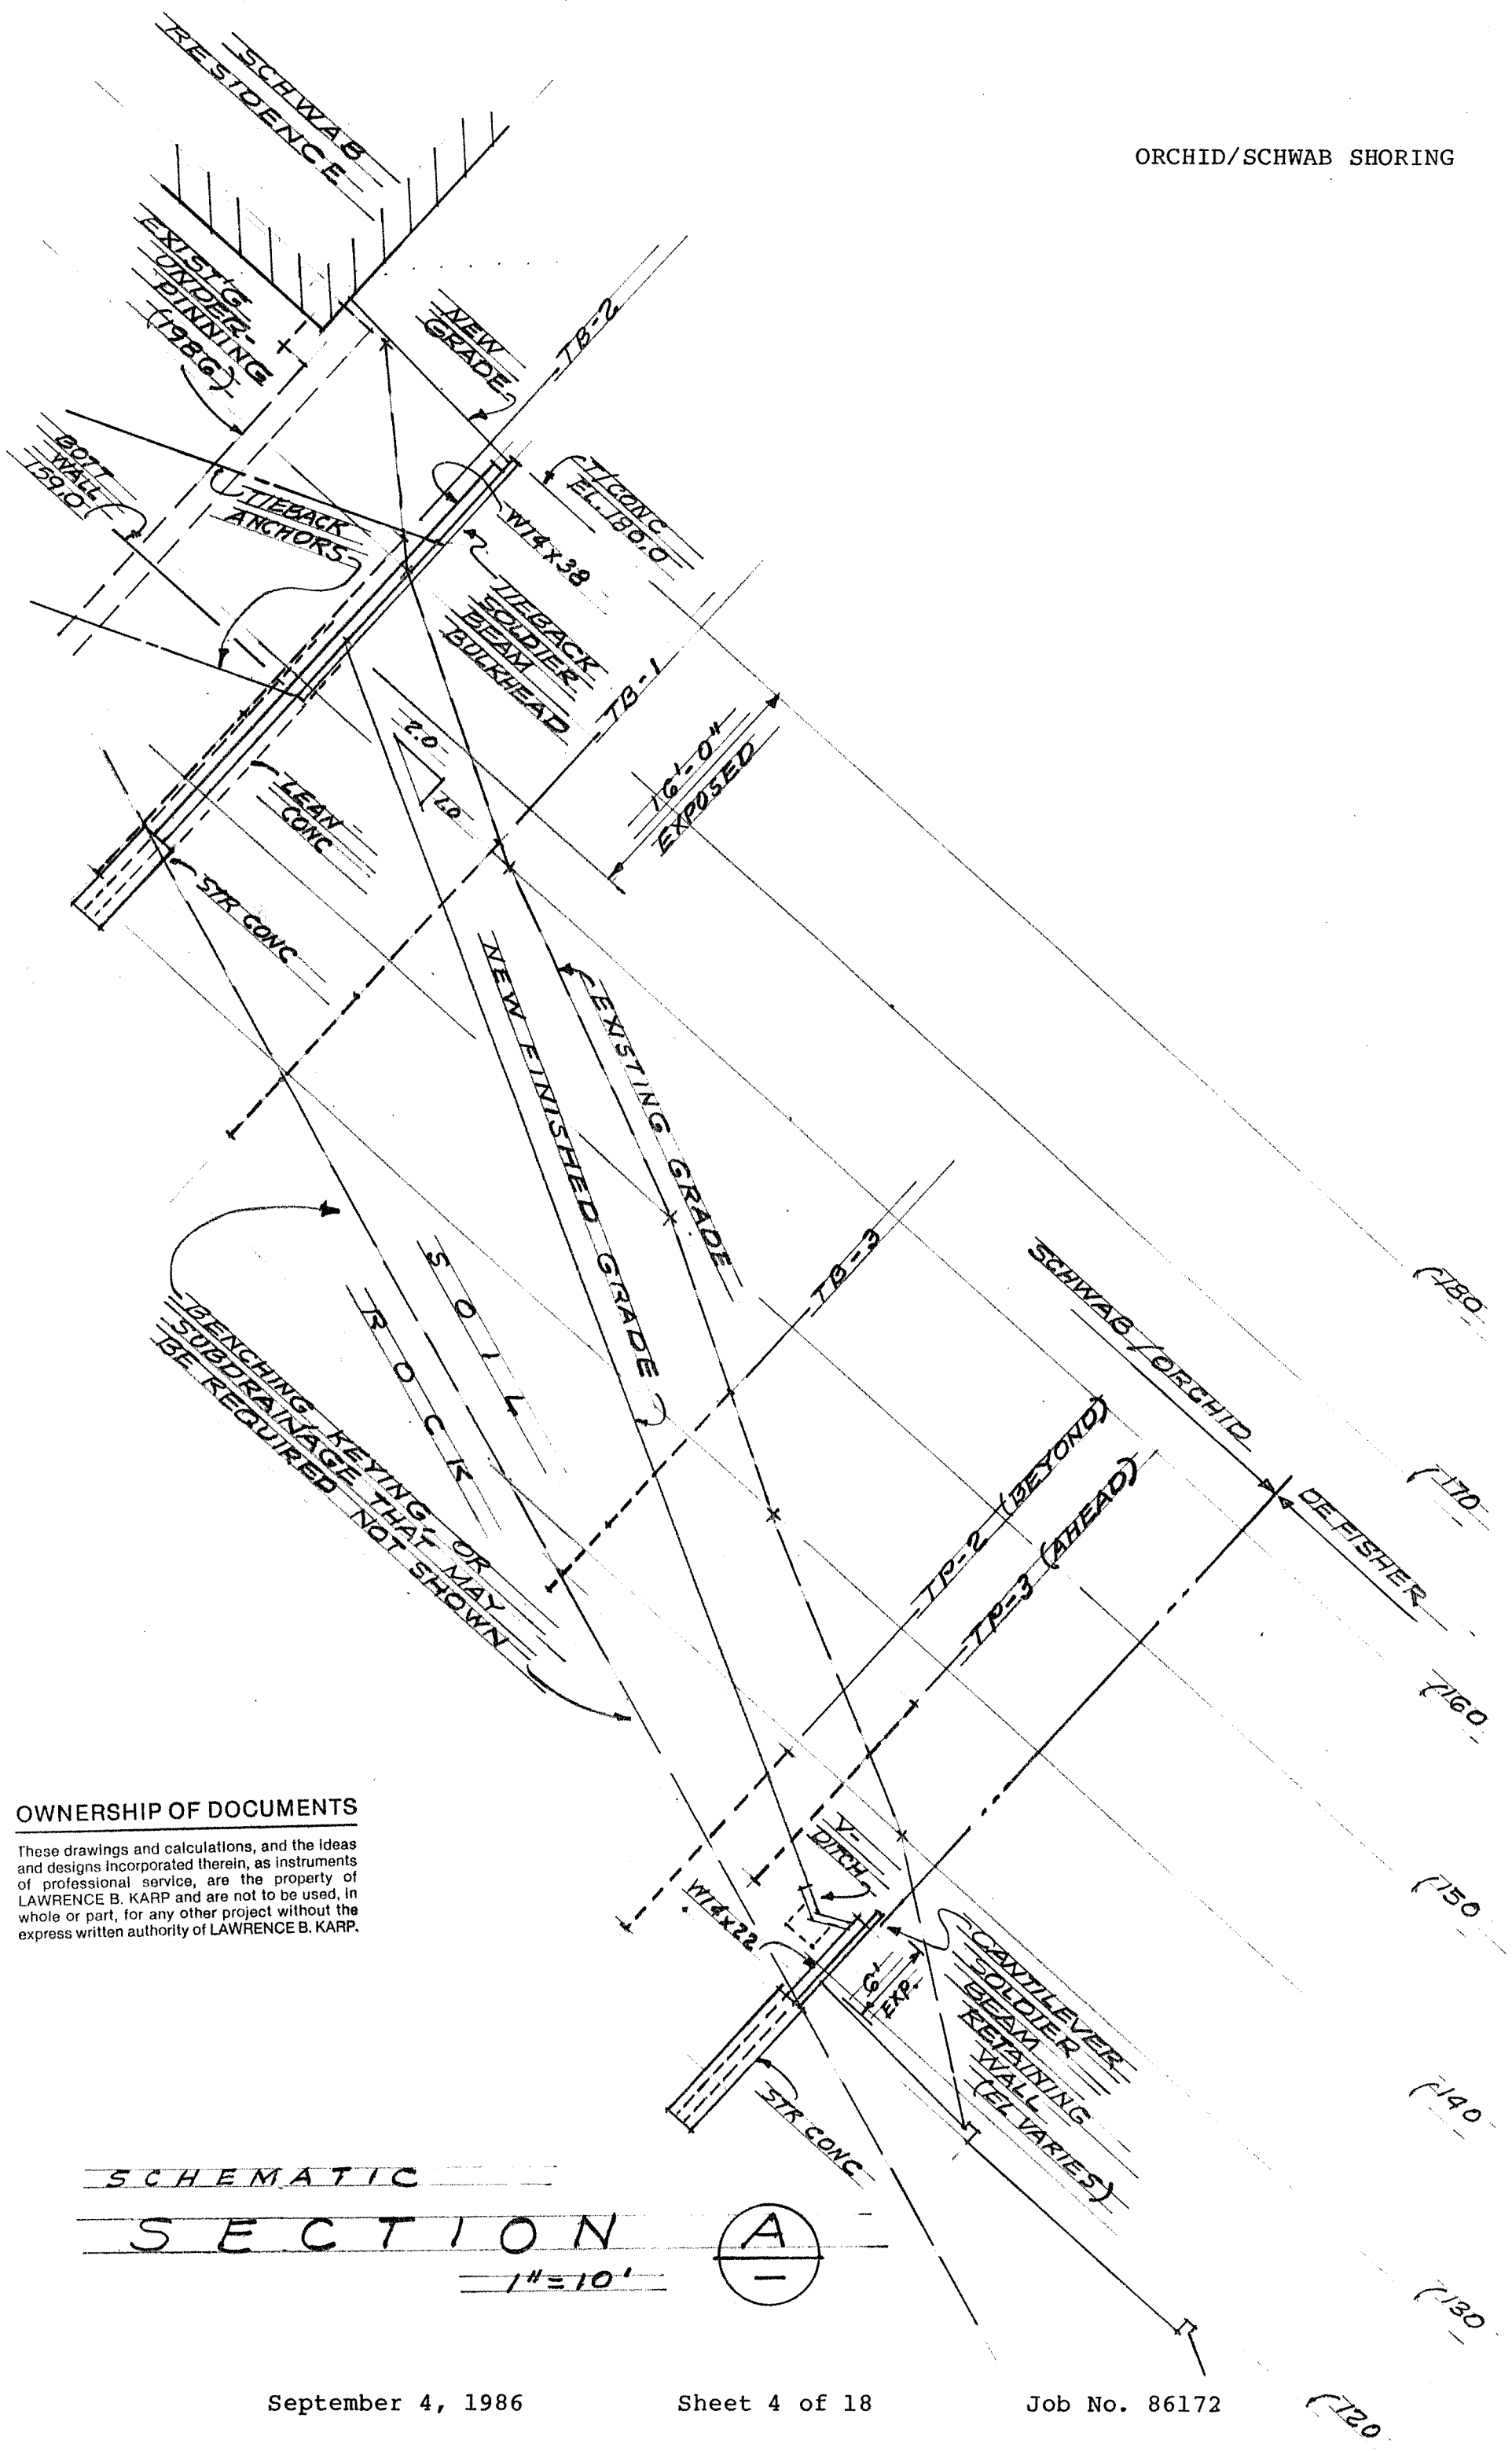 ORCHID/SCHWAB SHORING
SCHWAB
RESIDENCE
EXIST'G
UNDER-
PINNING
(1986)
NEW
GRADE
TB-2
BOTT
WALL
159.0
TIEBACK
ANCHORS
W14x38
T/CONC
EL. 180.0
TIEBACK
SOLDIER
BEAM
BULKHEAD
TB-1
2.0
1.0
16'-0"
EXPOSED
LEAN
CONC
STR CONC
NEW FINISHED GRADE
EXISTING GRADE
TB-3
SOIL
ROCK
BENCHING, KEYING, OR
SUBDRAINAGE THAT MAY
BE REQUIRED NOT SHOWN
SCHWAB/ORCHID
DE FISHER
TP-2 (BEYOND)
TP-3 (AHEAD)
180
170
160
150
140
130
120
V-
DITCH
W14x22
6'
EXP.
CANTILEVER
SOLDIER
BEAM
RETAINING
WALL
(EL VARIES)
STR CONC
OWNERSHIP OF DOCUMENTS
These drawings and calculations, and the ideas
and designs incorporated therein, as instruments
of professional service, are the property of
LAWRENCE B. KARP and are not to be used, in
whole or part, for any other project without the
express written authority of LAWRENCE B. KARP.
SCHEMATIC
SECTION
A
1"=10'
September 4, 1986 Sheet 4 of 18 Job No. 86172